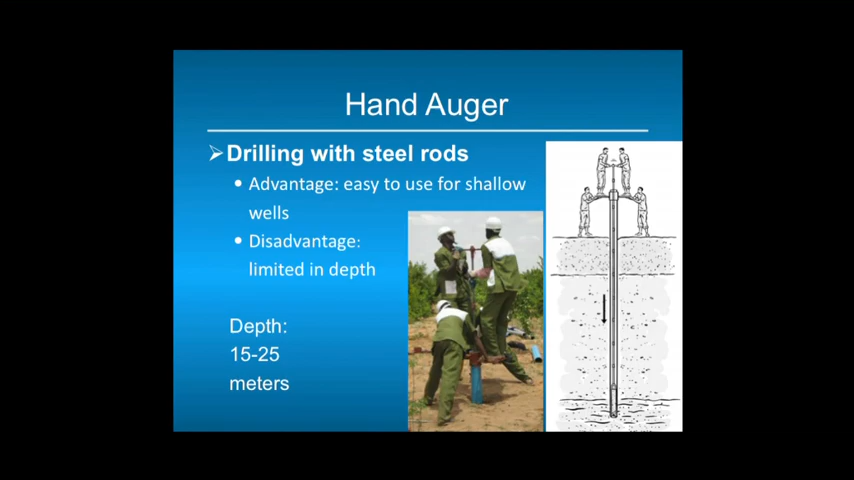 Hand Auger
Drilling with steel rods
• Advantage: easy to use for shallow
wells
• Disadvantage:
limited in depth
Depth:
15-25
meters